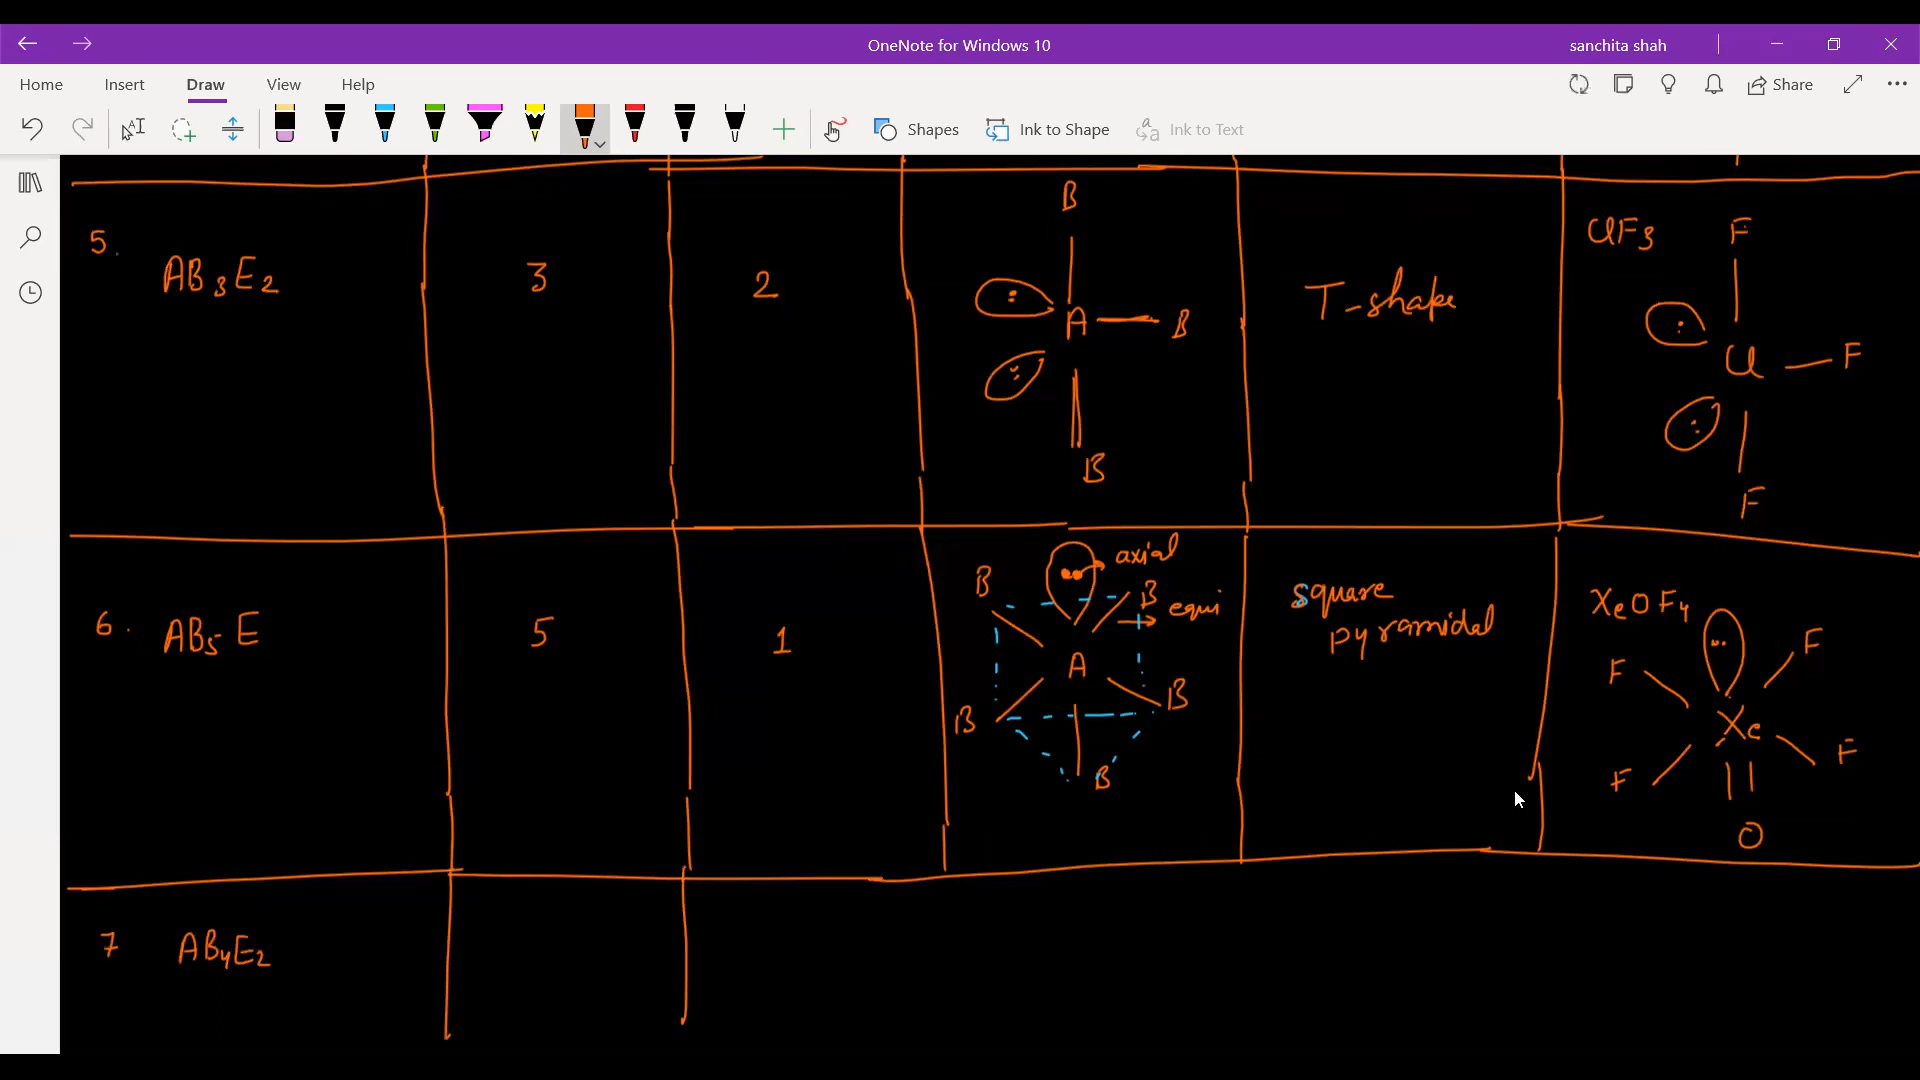 OneNote for Windows 10
sanchita shah
Home Insert Draw View Help
Share
Shapes
Ink to Shape
Ink to Text
5. AB3E2 3 2
B
A B
B
T-shape
ClF3 F
Cl F
F
6. AB5E 5 1
axial
B B equi
A
B B
B
square
pyramidal
XeOF4
F F
Xe
F F
O
7 AB4E2